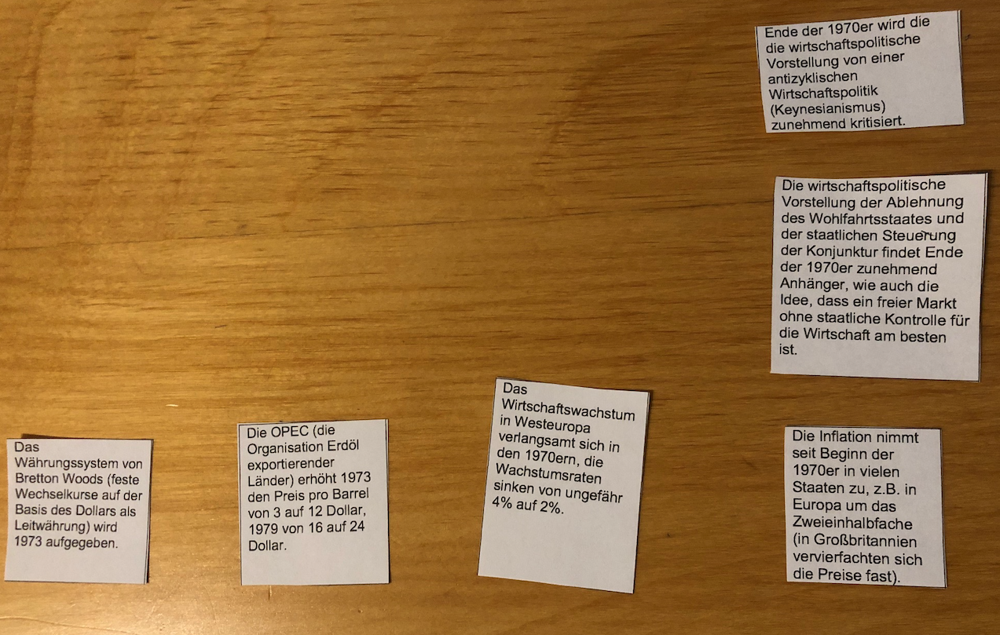 Ende der 1970er wird die
die wirtschaftspolitische
Vorstellung von einer
antizyklischen
Wirtschaftspolitik
(Keynesianismus)
zunehmend kritisiert.
Die wirtschaftspolitische
Vorstellung der Ablehnung
des Wohlfahrtsstaates und
der staatlichen Steuerung
der Konjunktur findet Ende
der 1970er zunehmend
Anhänger, wie auch die
Idee, dass ein freier Markt
ohne staatliche Kontrolle für
die Wirtschaft am besten
ist.
Das
Währungssystem von
Bretton Woods (feste
Wechselkurse auf der
Basis des Dollars als
Leitwährung) wird
1973 aufgegeben.
Die OPEC (die
Organisation Erdöl
exportierender
Länder) erhöht 1973
den Preis pro Barrel
von 3 auf 12 Dollar,
1979 von 16 auf 24
Dollar.
Das
Wirtschaftswachstum
in Westeuropa
verlangsamt sich in
den 1970ern, die
Wachstumsraten
sinken von ungefähr
4% auf 2%.
Die Inflation nimmt
seit Beginn der
1970er in vielen
Staaten zu, z.B. in
Europa um das
Zweieinhalbfache
(in Großbritannien
vervierfachten sich
die Preise fast).